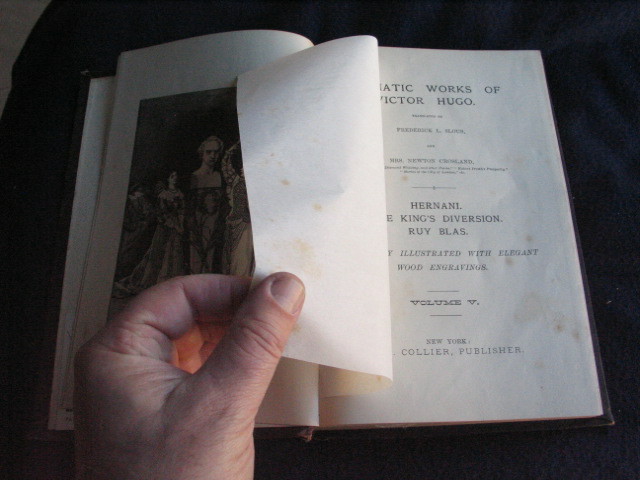 MATIC WORKS OF
VICTOR HUGO.
FREDERICK L. SLOUS,
AND
MRS. NEWTON CROSLAND,
HERNANI.
E KING'S DIVERSION.
RUY BLAS.
Y ILLUSTRATED WITH ELEGANT
WOOD ENGRAVINGS.
VOLUME V.
NEW YORK:
COLLIER, PUBLISHER.